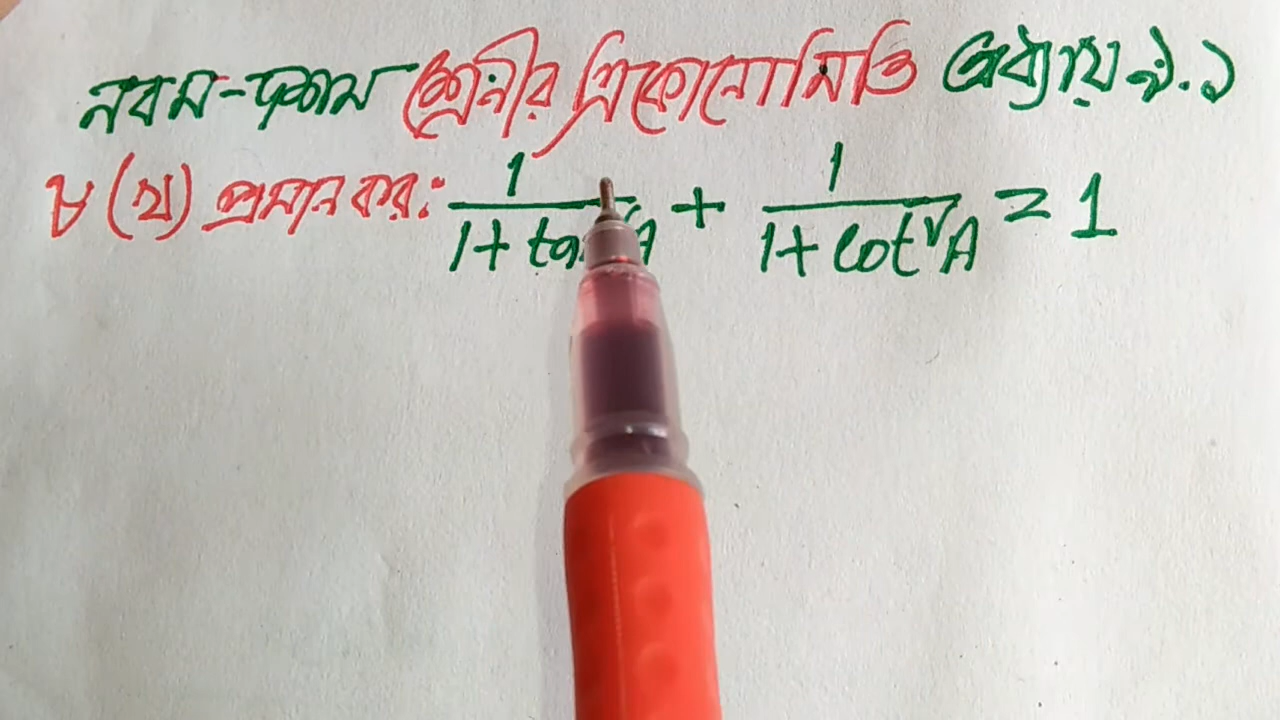 নবম-দশম শ্রেনীর ত্রিকোনোমিতি অধ্যায় ৯.১
৮ (খ) প্রমান কর: 1/(1+tan²A) + 1/(1+cot²A) = 1